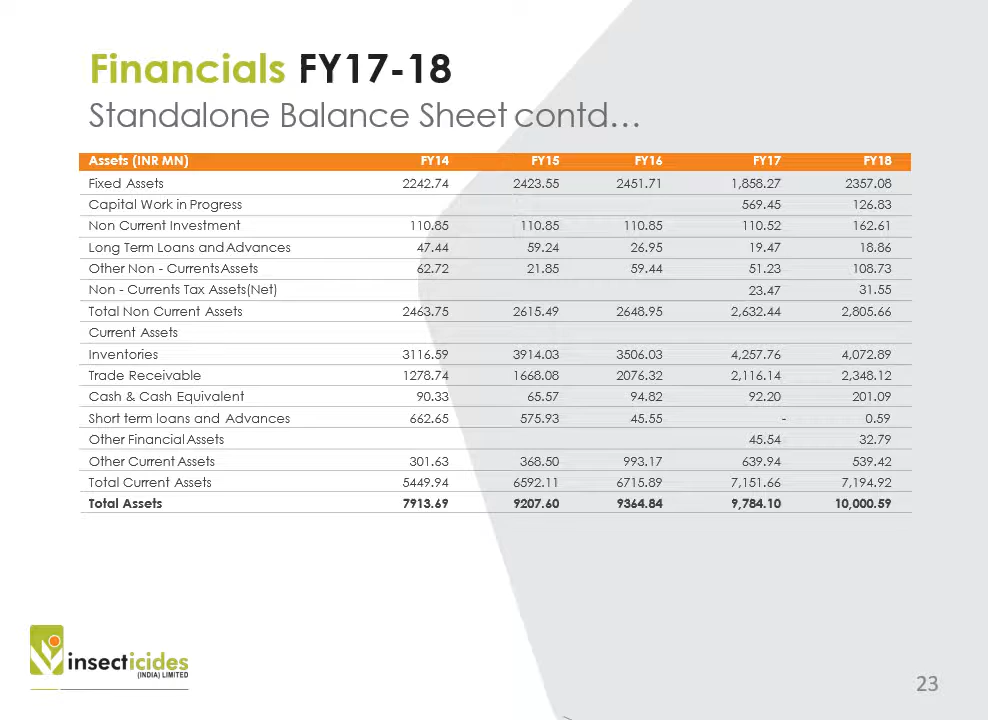 Financials FY17-18
Standalone Balance Sheet contd...
Assets (INR MN) FY14 FY15 FY16 FY17 FY18
Fixed Assets 2242.74 2423.55 2451.71 1,858.27 2357.08
Capital Work in Progress 569.45 126.83
Non Current Investment 110.85 110.85 110.85 110.52 162.61
Long Term Loans and Advances 47.44 59.24 26.95 19.47 18.86
Other Non - Currents Assets 62.72 21.85 59.44 51.23 108.73
Non - Currents Tax Assets(Net) 23.47 31.55
Total Non Current Assets 2463.75 2615.49 2648.95 2,632.44 2,805.66
Current Assets
Inventories 3116.59 3914.03 3506.03 4,257.76 4,072.89
Trade Receivable 1278.74 1668.08 2076.32 2,116.14 2,348.12
Cash & Cash Equivalent 90.33 65.57 94.82 92.20 201.09
Short term loans and Advances 662.65 575.93 45.55 - 0.59
Other Financial Assets 45.54 32.79
Other Current Assets 301.63 368.50 993.17 639.94 539.42
Total Current Assets 5449.94 6592.11 6715.89 7,151.66 7,194.92
Total Assets 7913.69 9207.60 9364.84 9,784.10 10,000.59
insecticides
(INDIA) LIMITED
23